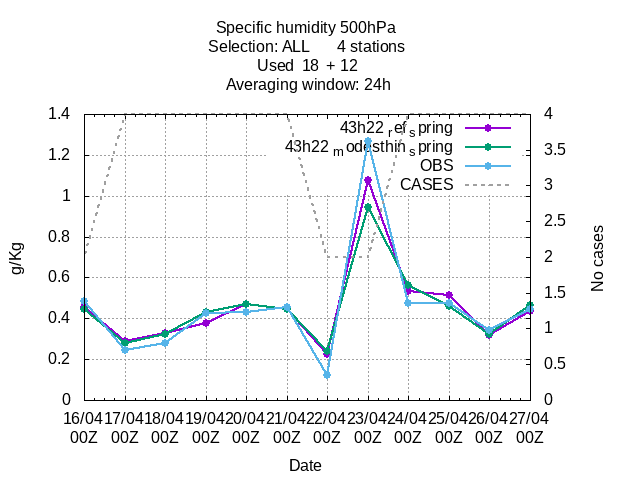 Specific humidity 500hPa
Selection: ALL 4 stations
Used 18 + 12
Averaging window: 24h
1.4
1.2
1
0.8
0.6
0.4
0.2
0
g/Kg
43h22 ref spring
43h22 modesthin spring
OBS
CASES
4
3.5
3
2.5
2
1.5
1
0.5
0
No cases
16/04 17/04 18/04 19/04 20/04 21/04 22/04 23/04 24/04 25/04 26/04 27/04
00Z 00Z 00Z 00Z 00Z 00Z 00Z 00Z 00Z 00Z 00Z 00Z
Date